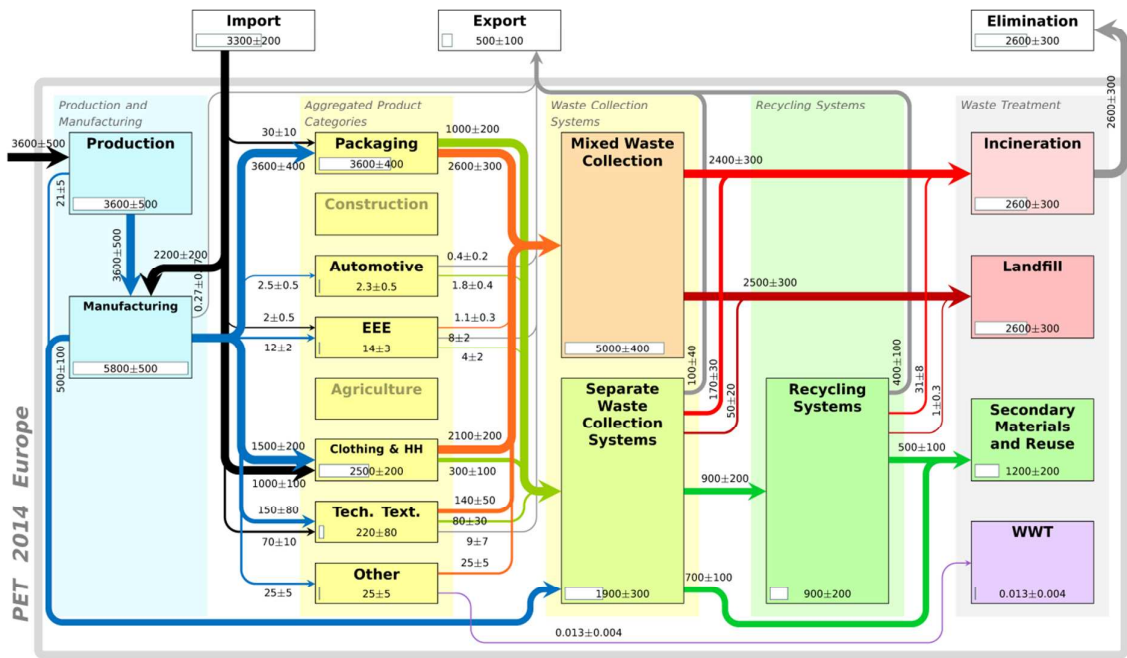 Import
3300±200
Export
500±100
Elimination
2600±300
Production and
Manufacturing
Aggregated Product
Categories
Waste Collection
Systems
Recycling Systems
Waste Treatment
3600±500
Production
3600±500
21±5
3600±500
2200±200
0.27±0.07
Manufacturing
5800±500
500±100
30±10
3600±400
Packaging
3600±400
1000±200
2600±300
Construction
Automotive
2.3±0.5
2.5±0.5
0.4±0.2
1.8±0.4
2±0.5
EEE
14±3
12±2
1.1±0.3
8±2
4±2
Agriculture
1500±200
Clothing & HH
2500±200
1000±100
2100±200
300±100
150±80
Tech. Text.
220±80
70±10
140±50
80±30
9±7
Other
25±5
25±5
25±5
0.013±0.004
Mixed Waste
Collection
5000±400
2400±300
2500±300
Separate
Waste
Collection
Systems
1900±300
100±40
170±30
50±20
900±200
700±100
Recycling
Systems
900±200
400±100
31±8
1±0.3
500±100
Incineration
2600±300
2600±300
Landfill
2600±300
Secondary
Materials
and Reuse
1200±200
WWT
0.013±0.004
PET 2014 Europe